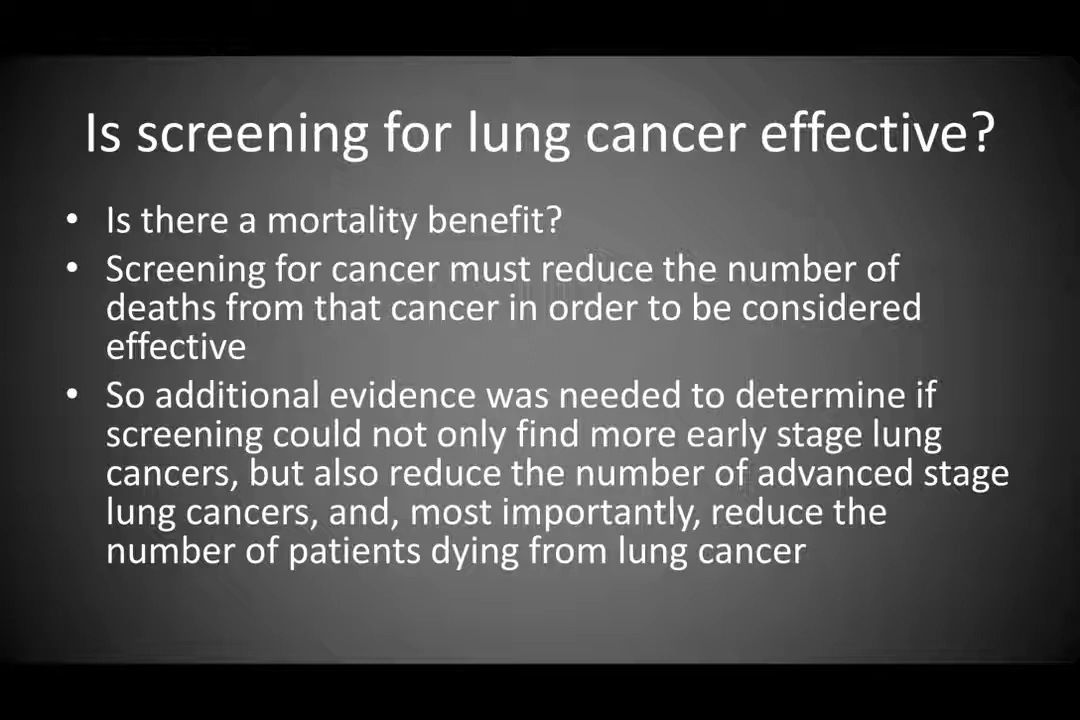 Is screening for lung cancer effective?
• Is there a mortality benefit?
• Screening for cancer must reduce the number of
deaths from that cancer in order to be considered
effective
• So additional evidence was needed to determine if
screening could not only find more early stage lung
cancers, but also reduce the number of advanced stage
lung cancers, and, most importantly, reduce the
number of patients dying from lung cancer